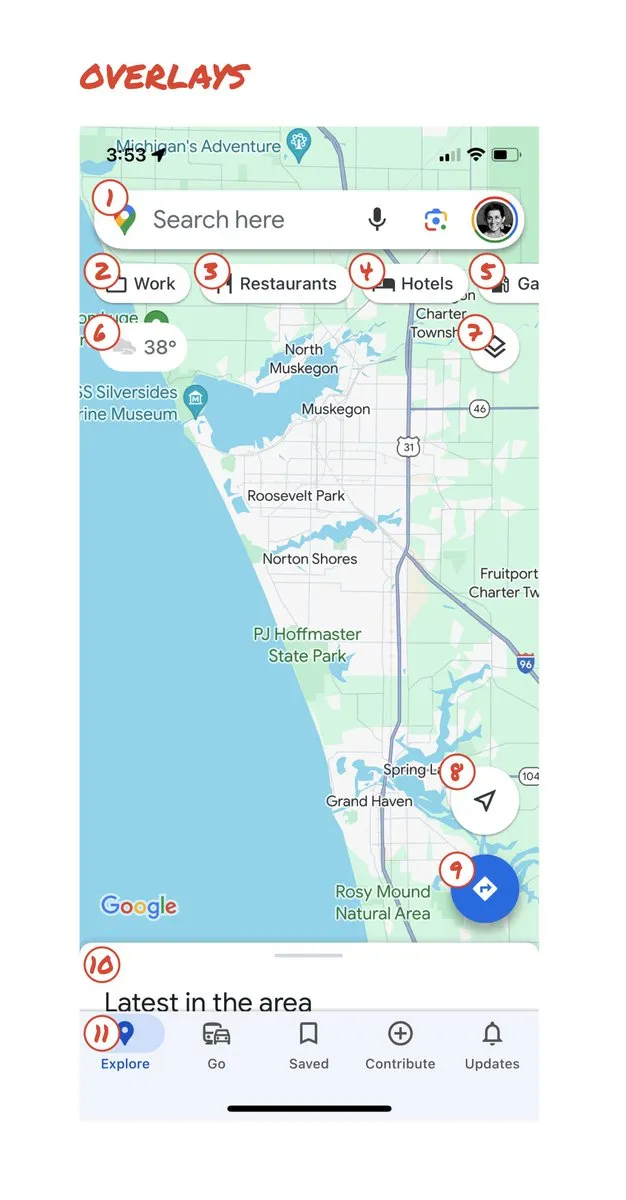 OVERLAYS
Michigan's Adventure
3:53
1
Search here
2
Work
3
Restaurants
4
Hotels
5
Ga
6
38°
7
Charter
Townsh
North
Muskegon
SS Silversides
rine Museum
Muskegon
46
31
Roosevelt Park
Norton Shores
Fruitport
Charter Tw
PJ Hoffmaster
State Park
96
8
Spring La
104
Grand Haven
9
Rosy Mound
Natural Area
Google
10
Latest in the area
11
Explore
Go
Saved
Contribute
Updates